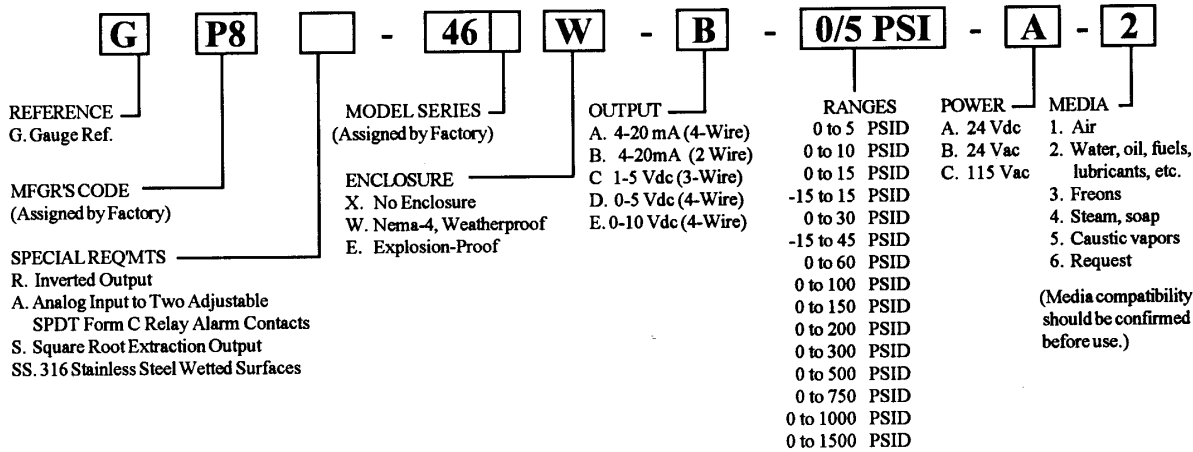 G P8 - 46 W - B - 0/5 PSI - A - 2
REFERENCE
G. Gauge Ref.
MFGR'S CODE
(Assigned by Factory)
SPECIAL REQ'MTS
R. Inverted Output
A. Analog Input to Two Adjustable
SPDT Form C Relay Alarm Contacts
S. Square Root Extraction Output
SS. 316 Stainless Steel Wetted Surfaces
MODEL SERIES
(Assigned by Factory)
ENCLOSURE
X. No Enclosure
W. Nema-4, Weatherproof
E. Explosion-Proof
OUTPUT
A. 4-20 mA (4-Wire)
B. 4-20mA (2 Wire)
C 1-5 Vdc (3-Wire)
D. 0-5 Vdc (4-Wire)
E. 0-10 Vdc (4-Wire)
RANGES
0 to 5 PSID
0 to 10 PSID
0 to 15 PSID
-15 to 15 PSID
0 to 30 PSID
-15 to 45 PSID
0 to 60 PSID
0 to 100 PSID
0 to 150 PSID
0 to 200 PSID
0 to 300 PSID
0 to 500 PSID
0 to 750 PSID
0 to 1000 PSID
0 to 1500 PSID
POWER
A. 24 Vdc
B. 24 Vac
C. 115 Vac
MEDIA
1. Air
2. Water, oil, fuels,
lubricants, etc.
3. Freons
4. Steam, soap
5. Caustic vapors
6. Request
(Media compatibility
should be confirmed
before use.)